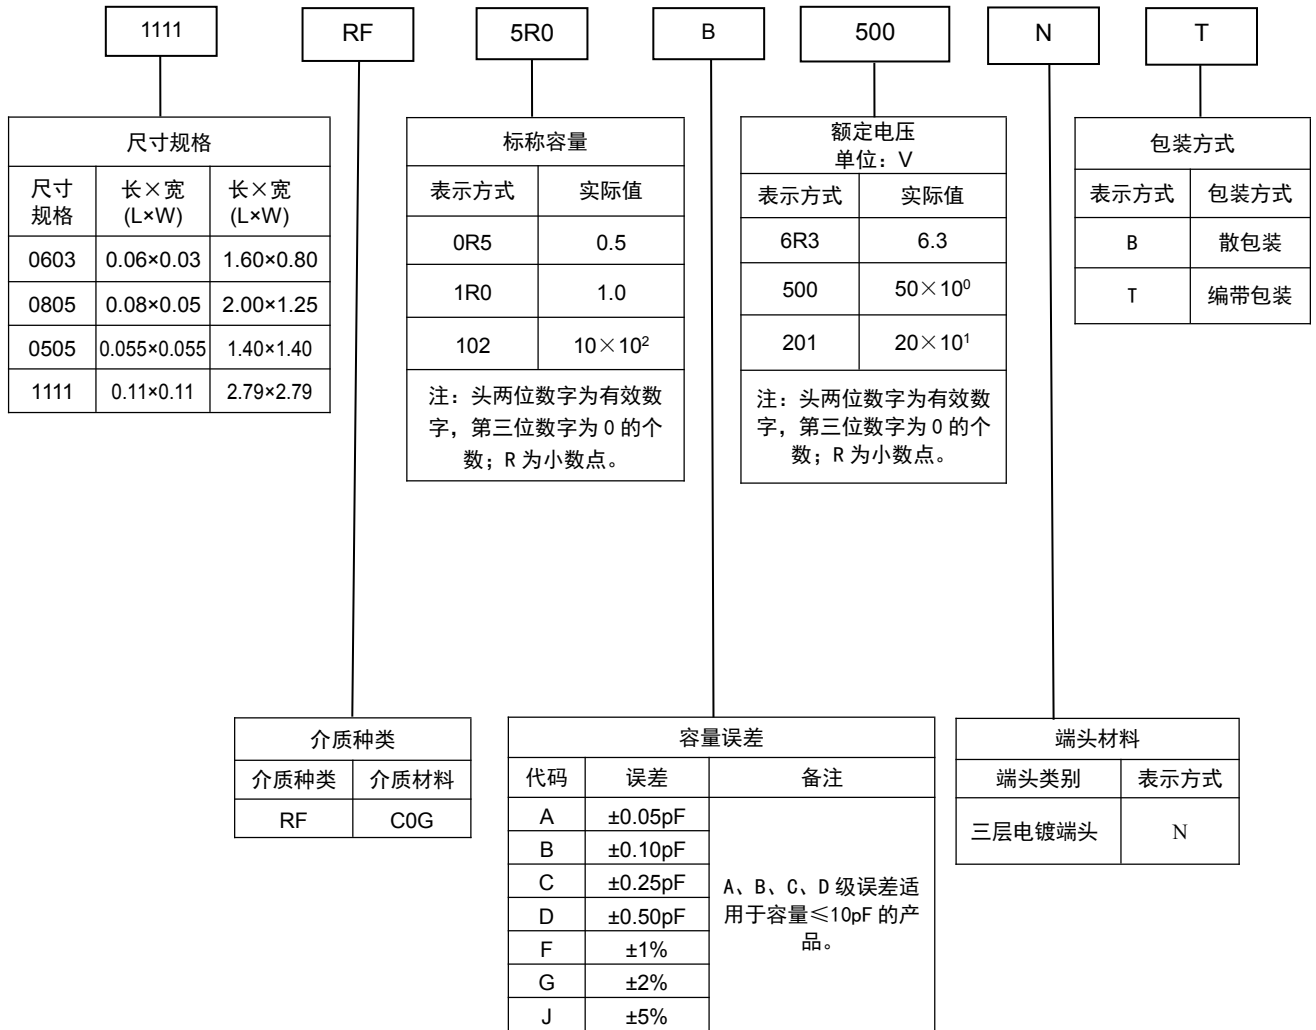 1111 RF 5R0 B 500 N T
尺寸规格
尺寸规格 长×宽(L×W) 长×宽(L×W)
0603 0.06×0.03 1.60×0.80
0805 0.08×0.05 2.00×1.25
0505 0.055×0.055 1.40×1.40
1111 0.11×0.11 2.79×2.79
标称容量
表示方式 实际值
0R5 0.5
1R0 1.0
102 10×10²
注：头两位数字为有效数
字，第三位数字为 0 的个
数；R 为小数点。
额定电压
单位：V
表示方式 实际值
6R3 6.3
500 50×10⁰
201 20×10¹
注：头两位数字为有效数
字，第三位数字为 0 的个
数；R 为小数点。
包装方式
表示方式 包装方式
B 散包装
T 编带包装
介质种类
介质种类 介质材料
RF C0G
容量误差
代码 误差 备注
A ±0.05pF
B ±0.10pF
C ±0.25pF
D ±0.50pF
F ±1%
G ±2%
J ±5%
A、B、C、D 级误差适
用于容量≤10pF 的产
品。
端头材料
端头类别 表示方式
三层电镀端头 N